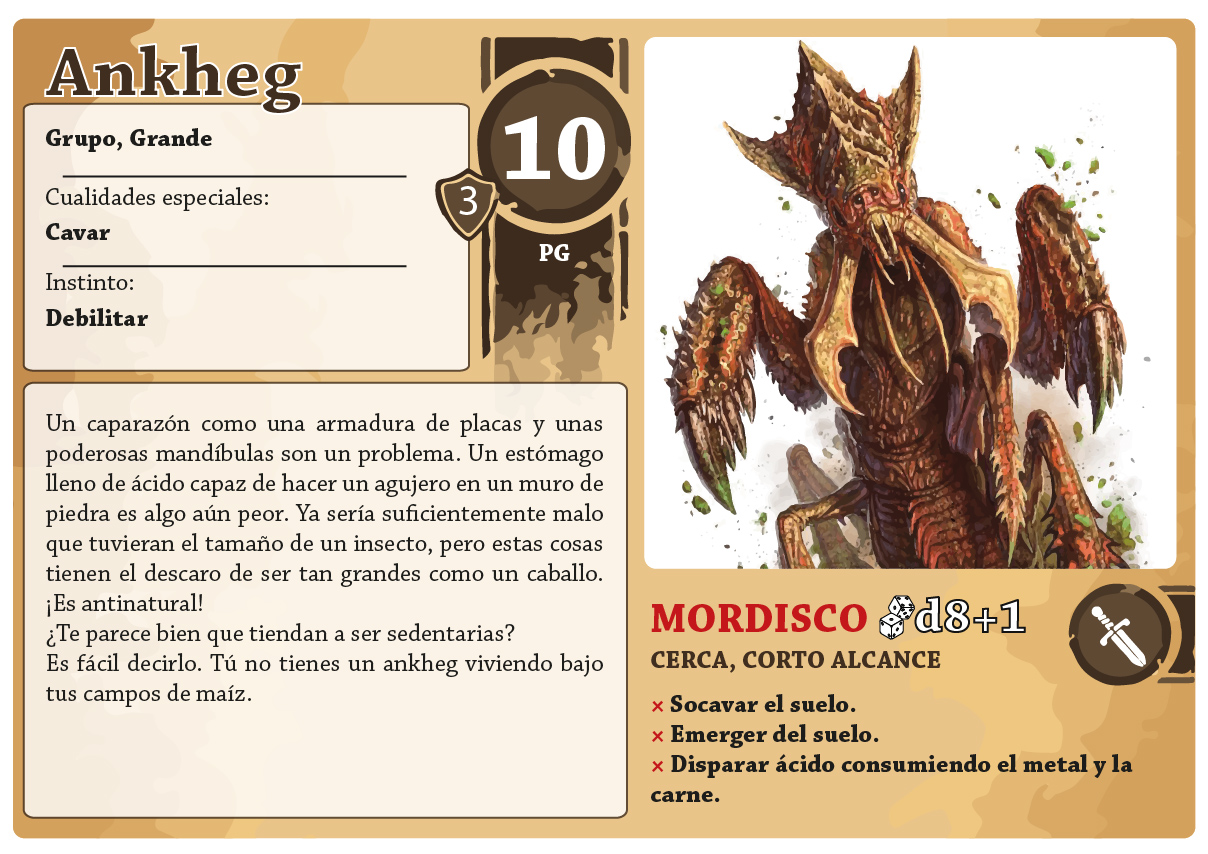 Ankheg
Grupo, Grande
Cualidades especiales:
Cavar
Instinto:
Debilitar
10
3
PG
Un caparazón como una armadura de placas y unas
poderosas mandíbulas son un problema. Un estómago
lleno de ácido capaz de hacer un agujero en un muro de
piedra es algo aún peor. Ya sería suficientemente malo
que tuvieran el tamaño de un insecto, pero estas cosas
tienen el descaro de ser tan grandes como un caballo.
¡Es antinatural!
¿Te parece bien que tiendan a ser sedentarias?
Es fácil decirlo. Tú no tienes un ankheg viviendo bajo
tus campos de maíz.
MORDISCO d8+1
CERCA, CORTO ALCANCE
× Socavar el suelo.
× Emerger del suelo.
× Disparar ácido consumiendo el metal y la
carne.